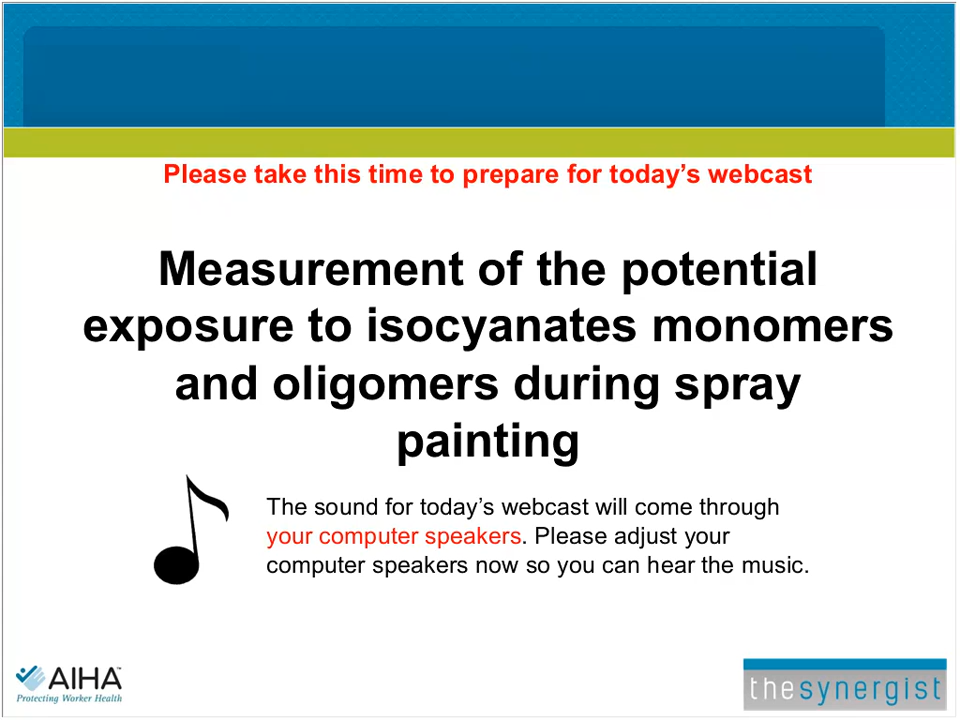 Please take this time to prepare for today’s webcast
Measurement of the potential
exposure to isocyanates monomers
and oligomers during spray
painting
The sound for today’s webcast will come through
your computer speakers. Please adjust your
computer speakers now so you can hear the music.
AIHA™
Protecting Worker Health
thesynergist